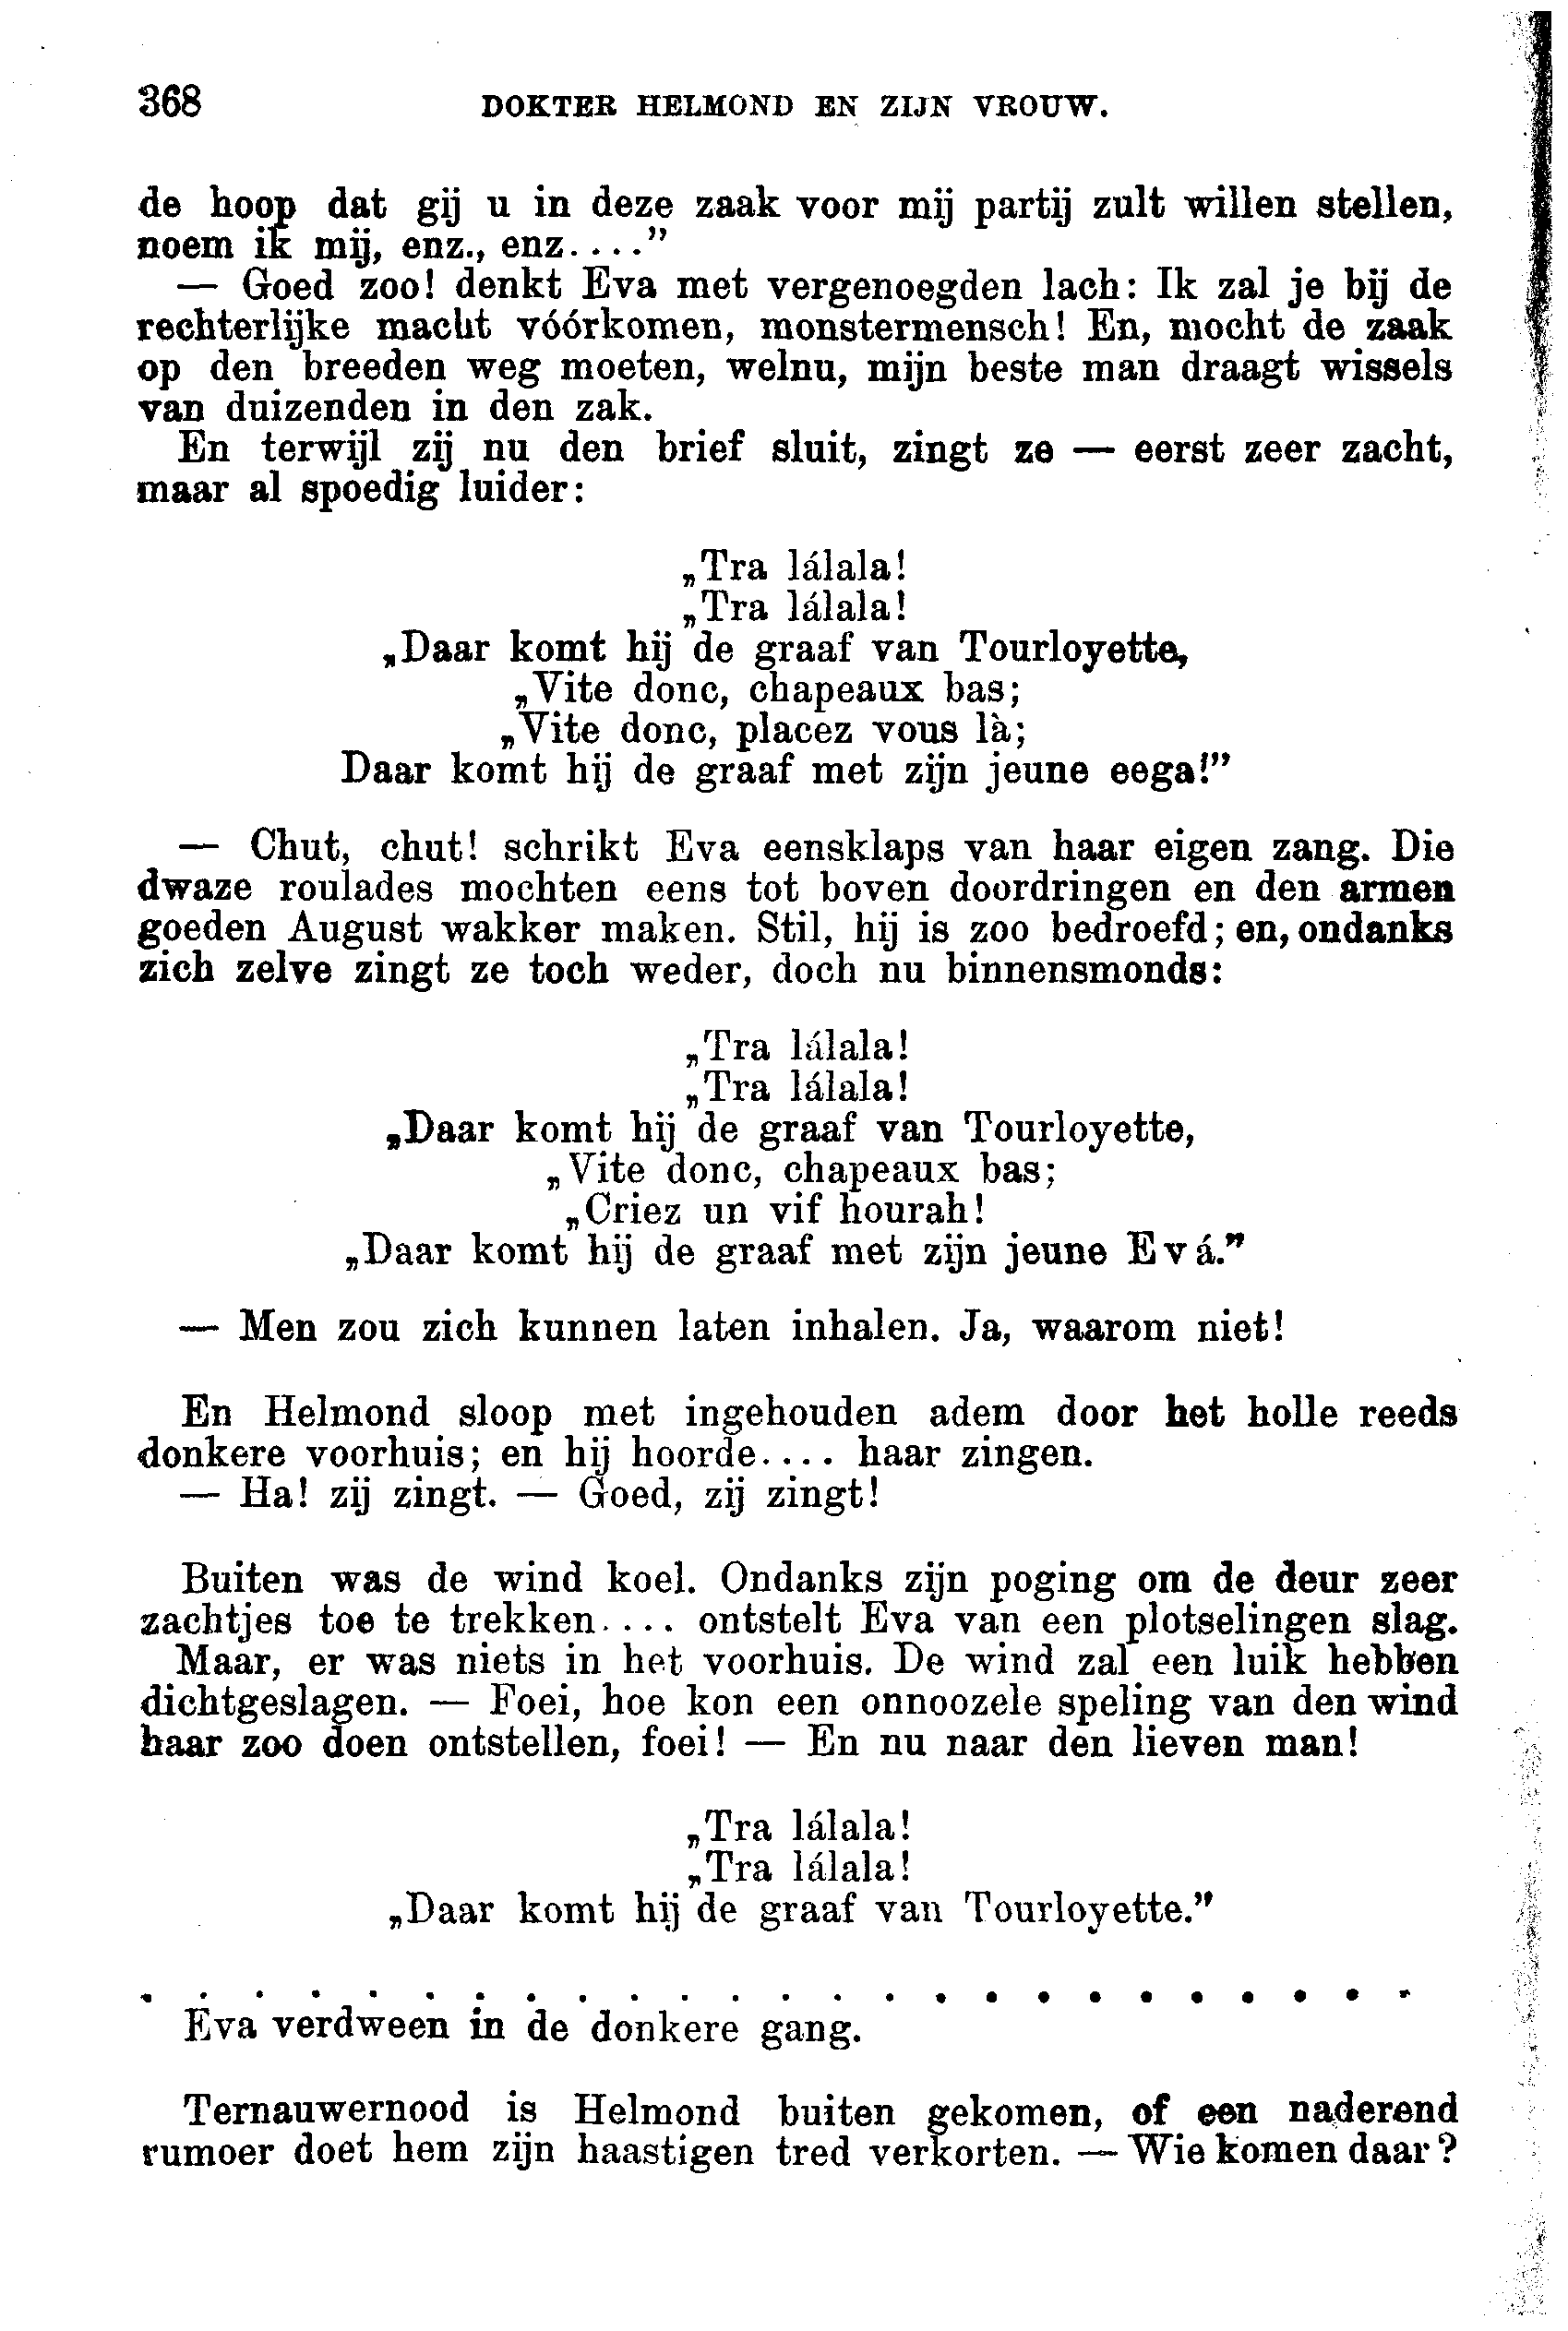 368 DOKTER HELMOND EN ZIJN VROUW.
de hoop dat gij u in deze zaak voor mij partij zult willen stellen,
noem ik mij, enz., enz....”
— Goed zoo! denkt Eva met vergenoegden lach: Ik zal je bij de
rechterlijke macht vóórkomen, monstermensch! En, mocht de zaak
op den breeden weg moeten, welnu, mijn beste man draagt wissels
van duizenden in den zak.
En terwijl zij nu den brief sluit, zingt ze — eerst zeer zacht,
maar al spoedig luider:
„Tra lálala!
„Tra lálala!
„Daar komt hij de graaf van Tourloyette,
„Vite donc, chapeaux bas;
„Vite donc, placez vous là;
Daar komt hij de graaf met zijn jeune eega!”
— Chut, chut! schrikt Eva eensklaps van haar eigen zang. Die
dwaze roulades mochten eens tot boven doordringen en den armen
goeden August wakker maken. Stil, hij is zoo bedroefd; en, ondanks
zich zelve zingt ze toch weder, doch nu binnensmonds:
„Tra lálala!
„Tra lálala!
„Daar komt hij de graaf van Tourloyette,
„Vite donc, chapeaux bas;
„Criez un vif hourah!
„Daar komt hij de graaf met zijn jeune Evá.”
— Men zou zich kunnen laten inhalen. Ja, waarom niet!
En Helmond sloop met ingehouden adem door het holle reeds
donkere voorhuis; en hij hoorde.... haar zingen.
— Ha! zij zingt. — Goed, zij zingt!
Buiten was de wind koel. Ondanks zijn poging om de deur zeer
zachtjes toe te trekken.... ontstelt Eva van een plotselingen slag.
Maar, er was niets in het voorhuis. De wind zal een luik hebben
dichtgeslagen. — Foei, hoe kon een onnoozele speling van den wind
haar zoo doen ontstellen, foei! — En nu naar den lieven man!
„Tra lálala!
„Tra lálala!
„Daar komt hij de graaf van Tourloyette.”
. . . . . . . . . . . . . . . . . . . . . . . . .
Eva verdween in de donkere gang.
Ternauwernood is Helmond buiten gekomen, of een naderend
rumoer doet hem zijn haastigen tred verkorten. — Wie komen daar?